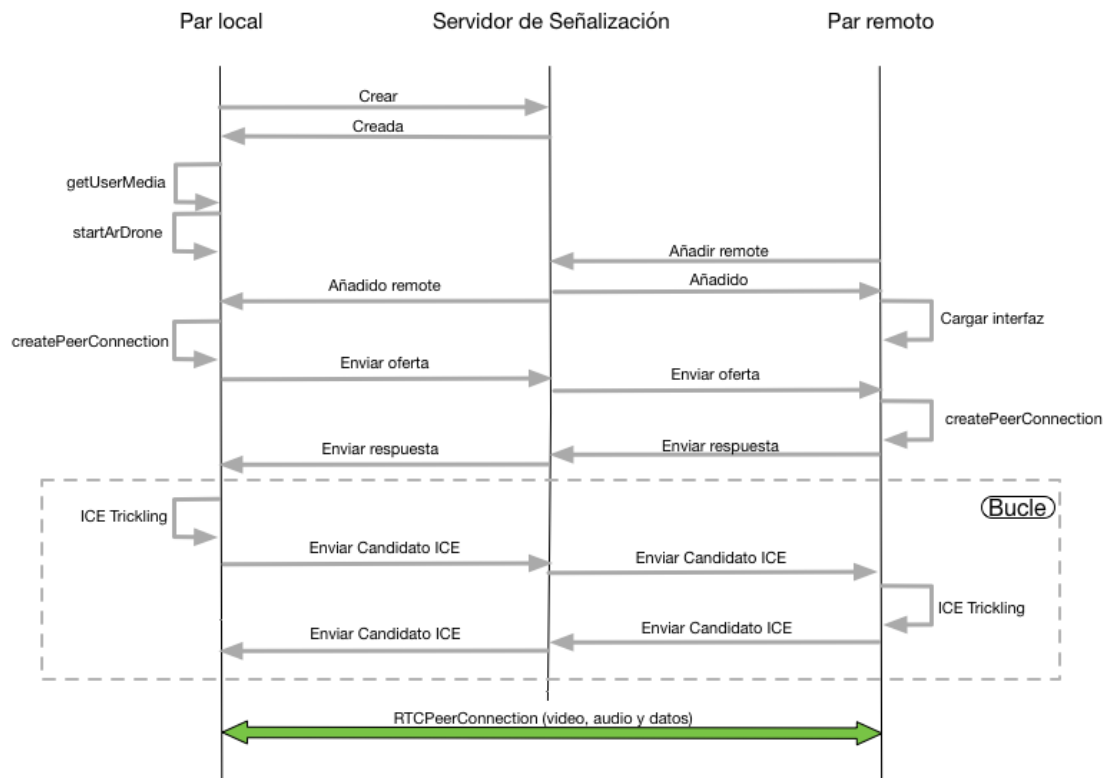 Par local
Servidor de Señalización
Par remoto
Crear
Creada
getUserMedia
startArDrone
Añadir remote
Añadido
Añadido remote
Cargar interfaz
createPeerConnection
Enviar oferta
Enviar oferta
createPeerConnection
Enviar respuesta
Enviar respuesta
Bucle
ICE Trickling
Enviar Candidato ICE
Enviar Candidato ICE
ICE Trickling
Enviar Candidato ICE
Enviar Candidato ICE
RTCPeerConnection (video, audio y datos)